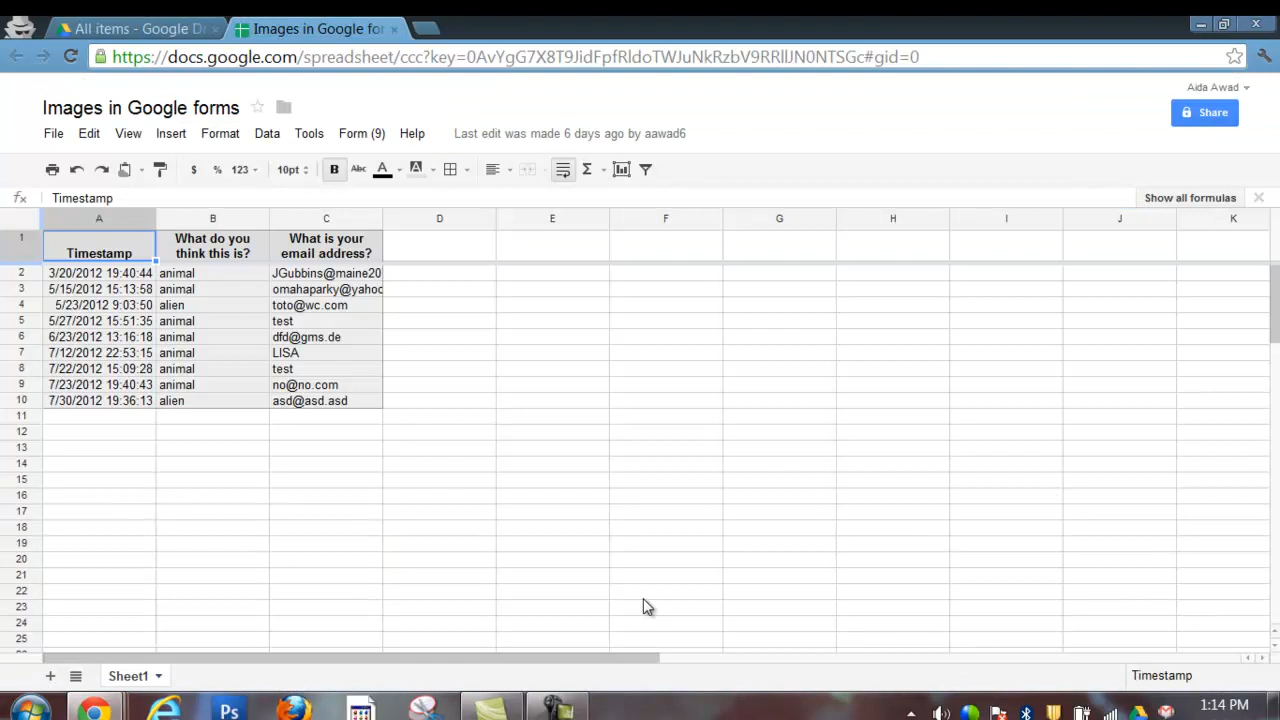 All items - Google Dr
Images in Google for
https://docs.google.com/spreadsheet/ccc?key=0AvYgG7X8T9JidFpfRldoTWJuNkRzbV9RRllJN0NTSGc#gid=0
Aida Awad
Images in Google forms
Share
File Edit View Insert Format Data Tools Form (9) Help Last edit was made 6 days ago by aawad6
$ % 123 10pt B Abc A A Σ
fx Timestamp Show all formulas
A B C D E F G H I J K
1 Timestamp What do you think this is? What is your email address?
2 3/20/2012 19:40:44 animal JGubbins@maine20
3 5/15/2012 15:13:58 animal omahaparky@yahoo
4 5/23/2012 9:03:50 alien toto@wc.com
5 5/27/2012 15:51:35 animal test
6 6/23/2012 13:16:18 animal dfd@gms.de
7 7/12/2012 22:53:15 animal LISA
8 7/22/2012 15:09:28 animal test
9 7/23/2012 19:40:43 animal no@no.com
10 7/30/2012 19:36:13 alien asd@asd.asd
11
12
13
14
15
16
17
18
19
20
21
22
23
24
25
Sheet1
Timestamp
Ps
1:14 PM